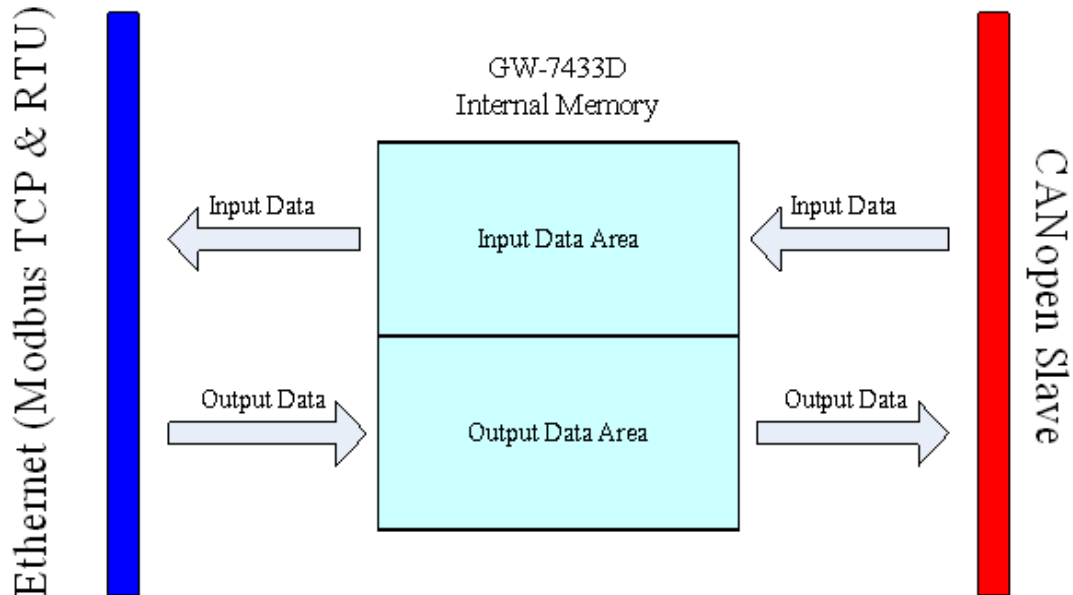 Ethernet (Modbus TCP & RTU)
GW-7433D
Internal Memory
Input Data
Input Data Area
Input Data
Output Data
Output Data Area
Output Data
CANopen Slave